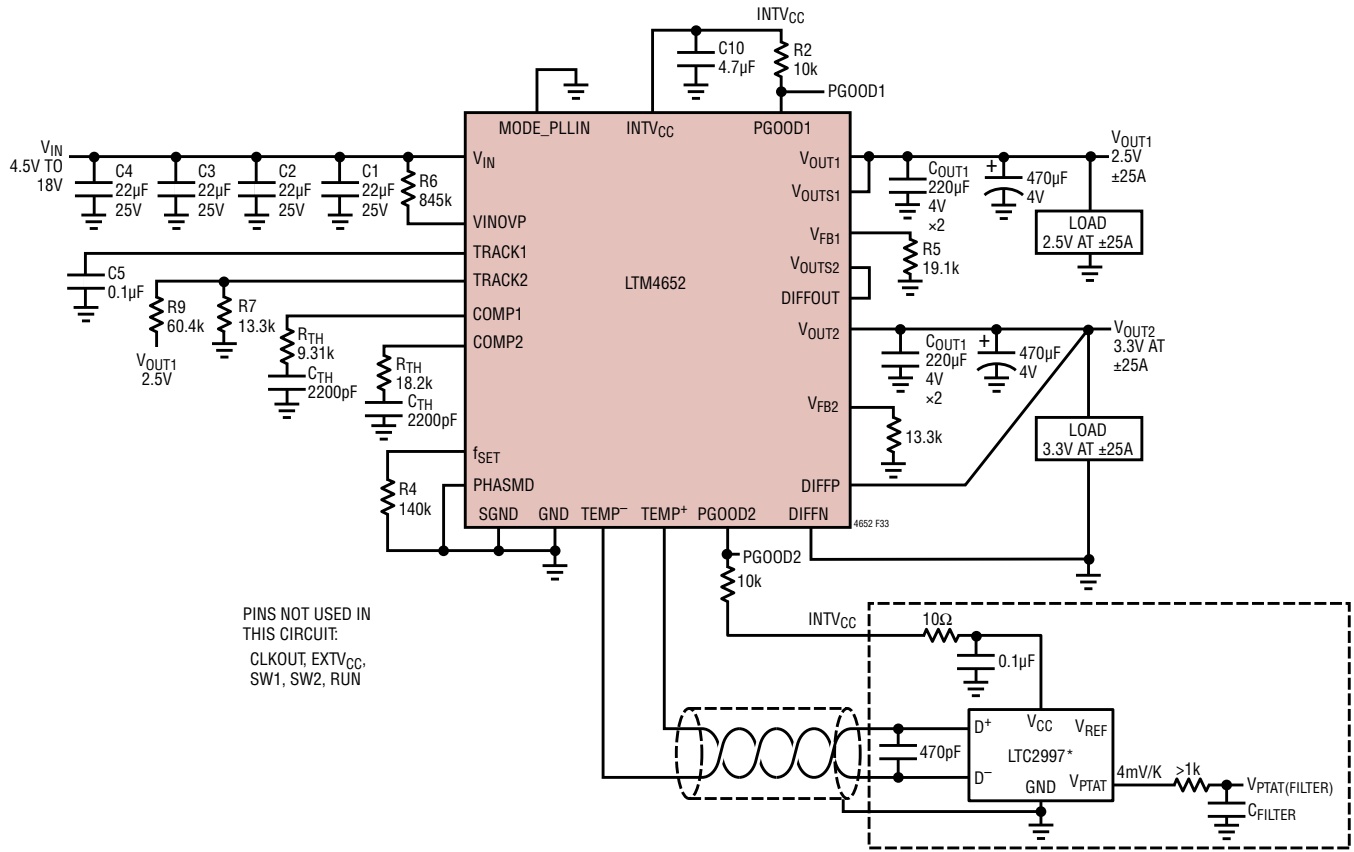 INTVCC
C10
4.7µF
R2
10k
PGOOD1
MODE_PLLIN
INTVCC
PGOOD1
VIN
4.5V TO
18V
C4
22µF
25V
C3
22µF
25V
C2
22µF
25V
C1
22µF
25V
R6
845k
VIN
VINOVP
TRACK1
TRACK2
COMP1
COMP2
fSET
PHASMD
SGND
GND
TEMP–
TEMP+
PGOOD2
DIFFN
LTM4652
VOUT1
VOUTS1
VFB1
VOUTS2
DIFFOUT
VOUT2
VFB2
DIFFP
C5
0.1µF
R9
60.4k
VOUT1
2.5V
R7
13.3k
RTH
9.31k
CTH
2200pF
RTH
18.2k
CTH
2200pF
R4
140k
COUT1
220µF
4V
×2
+
470µF
4V
VOUT1
2.5V
±25A
LOAD
2.5V AT ±25A
R5
19.1k
COUT1
220µF
4V
×2
+
470µF
4V
VOUT2
3.3V AT
±25A
13.3k
LOAD
3.3V AT ±25A
4652 F33
PGOOD2
10k
PINS NOT USED IN
THIS CIRCUIT:
CLKOUT, EXTVCC,
SW1, SW2, RUN
INTVCC
10Ω
0.1µF
470pF
D+
VCC
VREF
LTC2997*
D–
GND
VPTAT
4mV/K
>1k
VPTAT(FILTER)
CFILTER